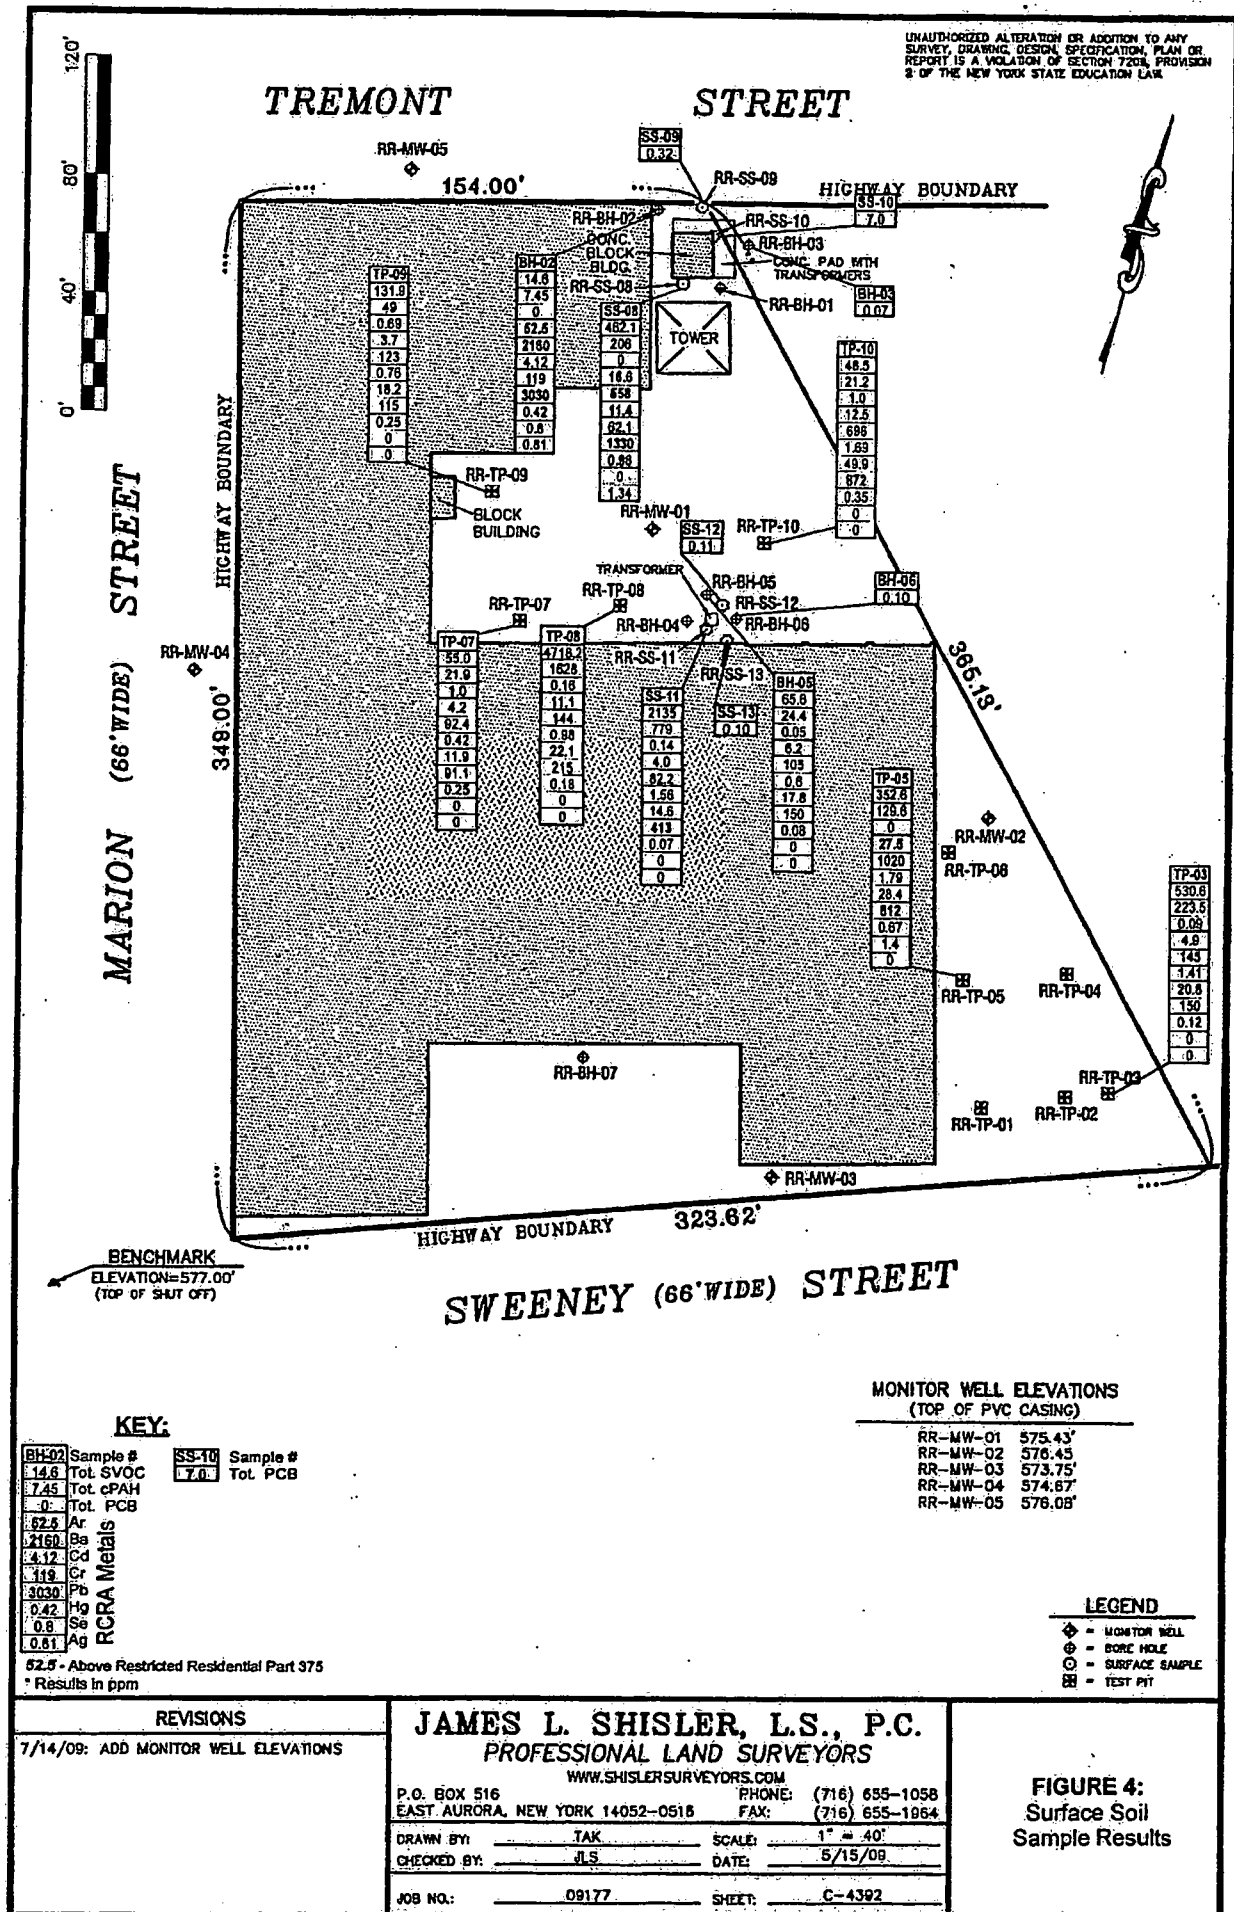 UNAUTHORIZED ALTERATION OR ADDITION TO ANY
SURVEY, DRAWING, DESIGN, SPECIFICATION, PLAN OR
REPORT IS A VIOLATION OF SECTION 7209, PROVISION
2 OF THE NEW YORK STATE EDUCATION LAW.
TREMONT STREET
120'
80'
40'
0'
RR-MW-05
154.00'
SS-09
0.32
RR-SS-09
HIGHWAY BOUNDARY
RR-BH-02
RR-SS-10
SS-10
7.0
CONC.
BLOCK
BLDG.
RR-BH-03
CONC. PAD WITH
TRANSFORMERS
RR-SS-08
RR-BH-01
BH-03
0.07
TOWER
TP-09
131.9
49
0.69
3.7
123
0.76
18.2
115
0.25
0
0
BH-02
14.6
7.45
0
52.5
2160
4.12
119
3030
0.42
0.8
0.81
SS-08
462.1
206
0
16.6
658
11.4
62.1
1330
0.88
0
1.34
TP-10
48.5
21.2
1.0
12.5
696
1.69
49.9
872
0.35
0
0
HIGHWAY BOUNDARY
MARION (66'WIDE) STREET
349.00'
RR-MW-04
RR-TP-09
BLOCK
BUILDING
RR-MW-01
SS-12
0.11
RR-TP-10
TRANSFORMER
RR-TP-08
RR-BH-05
RR-SS-12
BH-06
0.10
RR-TP-07
RR-BH-04
RR-BH-06
RR-SS-11
RR-SS-13
365.13'
TP-07
55.0
21.9
1.0
4.2
92.4
0.42
11.9
91.1
0.25
0
0
TP-08
4718.2
1628
0.16
11.1
144
0.98
22.1
215
0.18
0
0
SS-11
2135
779
0.14
4.0
82.2
1.56
14.6
413
0.07
0
0
SS-13
0.10
BH-05
65.6
24.4
0.05
6.2
105
0.6
17.8
150
0.08
0
0
TP-05
352.6
129.6
0
27.5
1020
1.79
28.4
812
0.67
1.4
0
RR-MW-02
RR-TP-06
TP-03
530.6
223.5
0.09
4.9
145
1.41
20.8
150
0.12
0
0
RR-TP-05
RR-TP-04
RR-BH-07
RR-TP-03
RR-TP-01
RR-TP-02
RR-MW-03
HIGHWAY BOUNDARY
323.62'
BENCHMARK
ELEVATION=577.00'
(TOP OF SHUT OFF)
SWEENEY (66'WIDE) STREET
MONITOR WELL ELEVATIONS
(TOP OF PVC CASING)
RR-MW-01 575.43'
RR-MW-02 576.45
RR-MW-03 573.75'
RR-MW-04 574.67'
RR-MW-05 576.08'
KEY:
BH-02 Sample #
14.6 Tot. SVOC
7.45 Tot. cPAH
0 Tot. PCB
52.5 Ar
2160 Ba
4.12 Cd
119 Cr
3030 Pb
0.42 Hg
0.8 Se
0.81 Ag
RCRA Metals
SS-10 Sample #
7.0 Tot. PCB
52.5 - Above Restricted Residential Part 375
* Results in ppm
LEGEND
= MONITOR WELL
= BORE HOLE
= SURFACE SAMPLE
= TEST PIT
REVISIONS
7/14/09: ADD MONITOR WELL ELEVATIONS
JAMES L. SHISLER, L.S., P.C.
PROFESSIONAL LAND SURVEYORS
WWW.SHISLERSURVEYORS.COM
P.O. BOX 516 PHONE: (716) 655-1058
EAST AURORA, NEW YORK 14052-0516 FAX: (716) 655-1964
DRAWN BY: TAK SCALE: 1" = 40'
CHECKED BY: JLS DATE: 5/15/09
JOB NO.: 09177 SHEET: C-4392
FIGURE 4:
Surface Soil
Sample Results